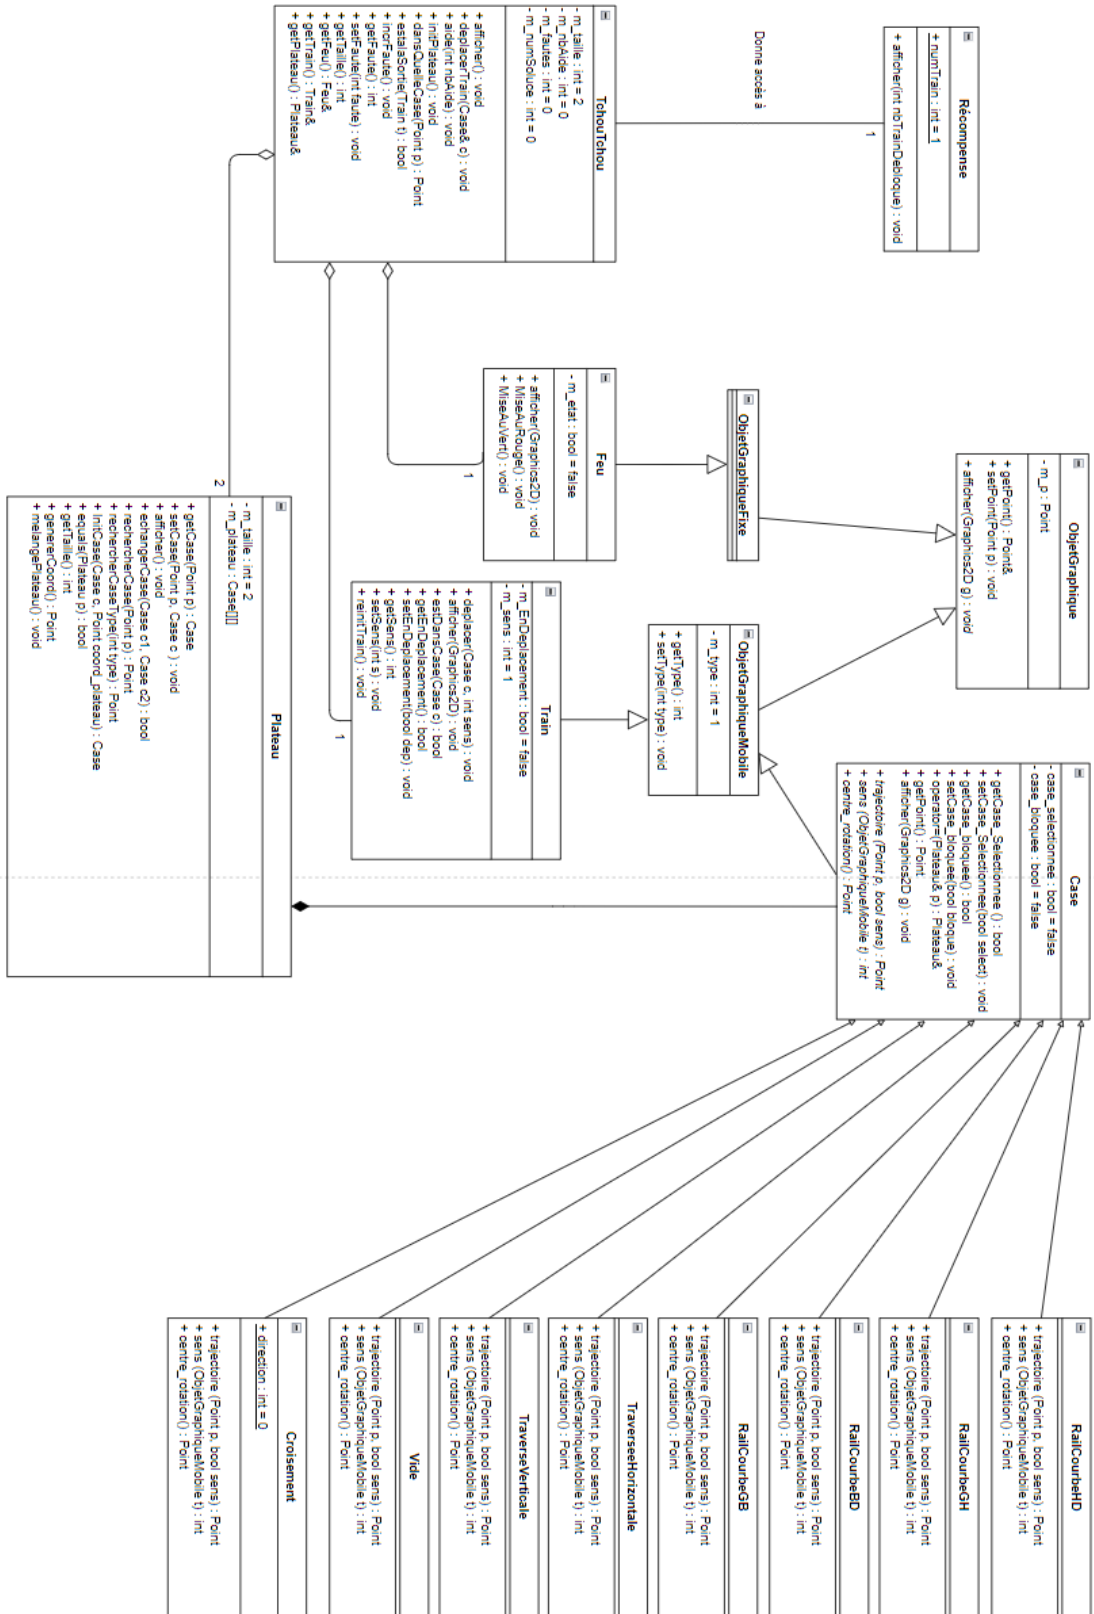 Récompense
+ numTrain : int = 1
+ afficher(int nbTrainDebloque) : void
Donne accès à
1
TchouTchou
- m_taille : int = 2
- m_nbAide : int = 0
- m_fautes : int = 0
- m_numSoluce : int = 0
+ afficher() : void
+ deplacerTrain(Case& c) : void
+ aide(int nbAide) : void
+ initPlateau() : void
+ dansQuelleCase(Point p) : Point
+ estalaSortie(Train t) : bool
+ incrFaute() : void
+ getFaute() : int
+ setFaute(int faute) : void
+ getTaille() : int
+ getFeu() : Feu&
+ getTrain() : Train&
+ getPlateau() : Plateau&
ObjetGraphique
- m_p : Point
+ getPoint() : Point&
+ setPoint(Point p) : void
+ afficher(Graphics2D g) : void
ObjetGraphiqueFixe
Feu
- m_etat : bool = false
+ afficher(Graphics2D) : void
+ MiseAuRouge() : void
+ MiseAuVert() : void
1
ObjetGraphiqueMobile
- m_type : int = 1
+ getType() : int
+ setType(int type) : void
Train
- m_EnDeplacement : bool = false
- m_sens : int = 1
+ deplacer(Case c, int sens) : void
+ afficher(Graphics2D) : void
+ estDansCase(Case c) : bool
+ getEnDeplacement() : bool
+ setEnDeplacement(bool dep) : void
+ getSens() : int
+ setSens(int s) : void
+ reinitTrain() : void
1
2
Plateau
- m_taille : int = 2
- m_plateau : Case[][]
+ getCase(Point p) : Case
+ setCase(Point p, Case c ) : void
+ afficher() : void
+ echangerCase(Case c1, Case c2) : bool
+ rechercherCase(Point p) : Point
+ rechercherCaseType(int type) : Point
+ InitCase(Case c, Point coord_plateau) : Case
+ equals(Plateau p) : bool
+ getTaille() : int
+ genererCoord() : Point
+ melangePlateau() : void
Case
- case_selectionnee : bool = false
- case_bloquee : bool = false
+ getCase_Selectionnee () : bool
+ setCase_Selectionnee(bool select) : void
+ getCase_bloquee() : bool
+ setCase_bloquee(bool bloque) : void
+ operator=(Plateau& p) : Plateau&
+ getPoint() : Point
+ afficher(Graphics2D g) : void
+ trajectoire (Point p, bool sens) : Point
+ sens (ObjetGraphiqueMobile t) : int
+ centre_rotation() : Point
RailCourbeHD
+ trajectoire (Point p, bool sens) : Point
+ sens (ObjetGraphiqueMobile t) : int
+ centre_rotation() : Point
RailCourbeGH
+ trajectoire (Point p, bool sens) : Point
+ sens (ObjetGraphiqueMobile t) : int
+ centre_rotation() : Point
RailCourbeBD
+ trajectoire (Point p, bool sens) : Point
+ sens (ObjetGraphiqueMobile t) : int
+ centre_rotation() : Point
RailCourbeGB
+ trajectoire (Point p, bool sens) : Point
+ sens (ObjetGraphiqueMobile t) : int
+ centre_rotation() : Point
TraverseeHorizontale
+ trajectoire (Point p, bool sens) : Point
+ sens (ObjetGraphiqueMobile t) : int
+ centre_rotation() : Point
TraverseVerticale
+ trajectoire (Point p, bool sens) : Point
+ sens (ObjetGraphiqueMobile t) : int
+ centre_rotation() : Point
Vide
+ trajectoire (Point p, bool sens) : Point
+ sens (ObjetGraphiqueMobile t) : int
+ centre_rotation() : Point
Croisement
+ direction : int = 0
+ trajectoire (Point p, bool sens) : Point
+ sens (ObjetGraphiqueMobile t) : int
+ centre_rotation() : Point